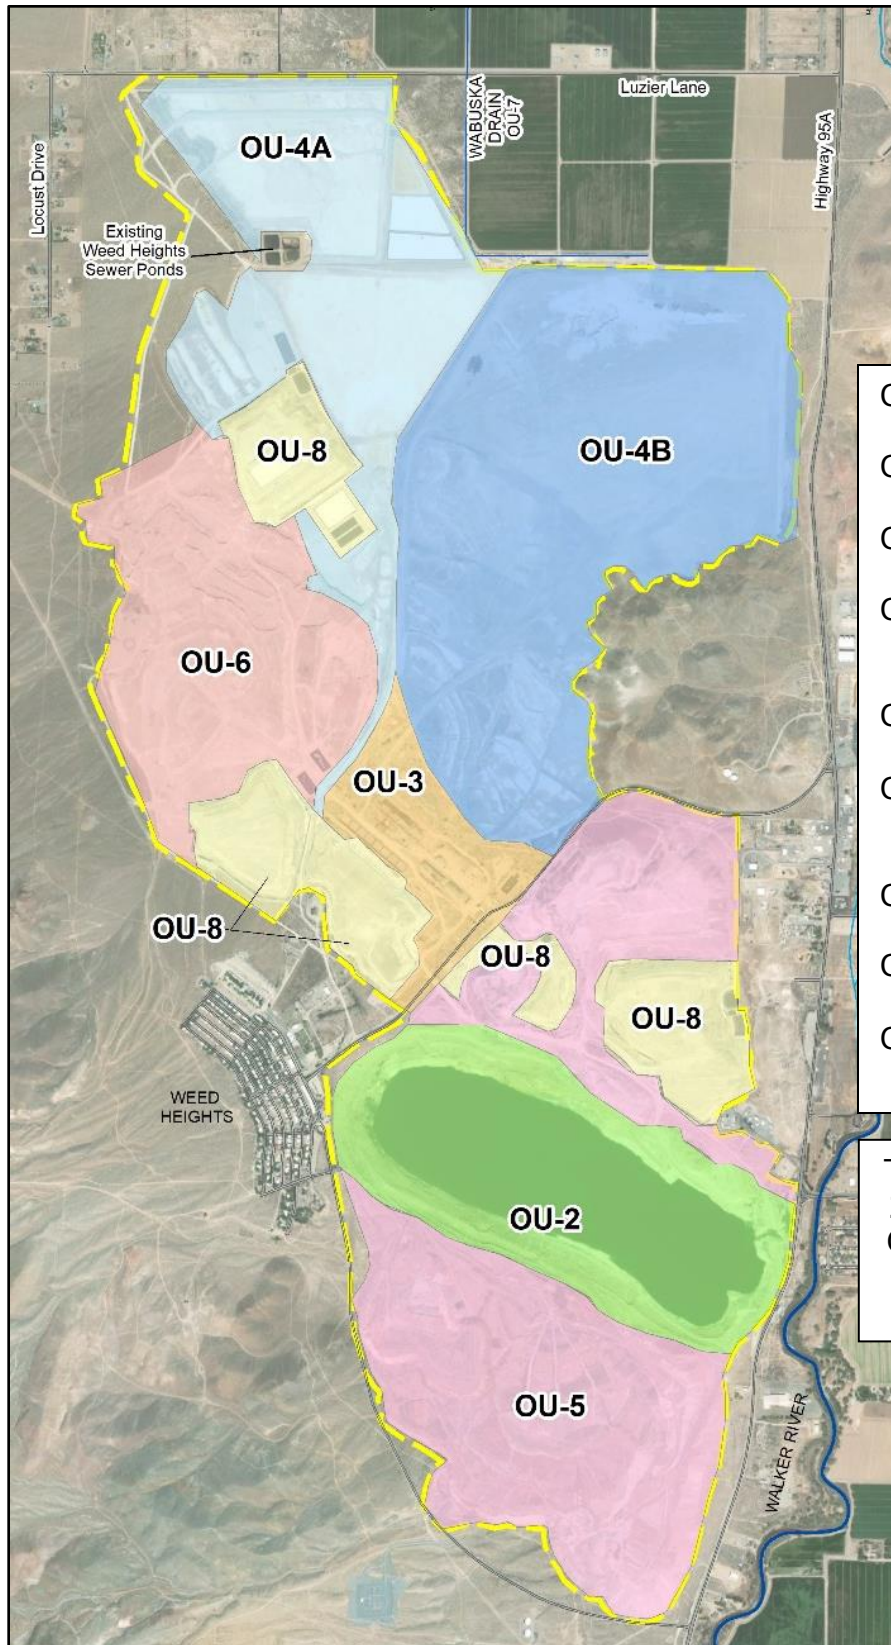 Luzier Lane
WABUSKA
DRAIN
OU-7
OU-4A
Locust Drive
Highway 95A
Existing
Weed Heights
Sewer Ponds
OU-8
OU-4B
OU-6
OU-3
OU-8
OU-8
OU-8
WEED
HEIGHTS
OU-2
OU-5
WALKER RIVER